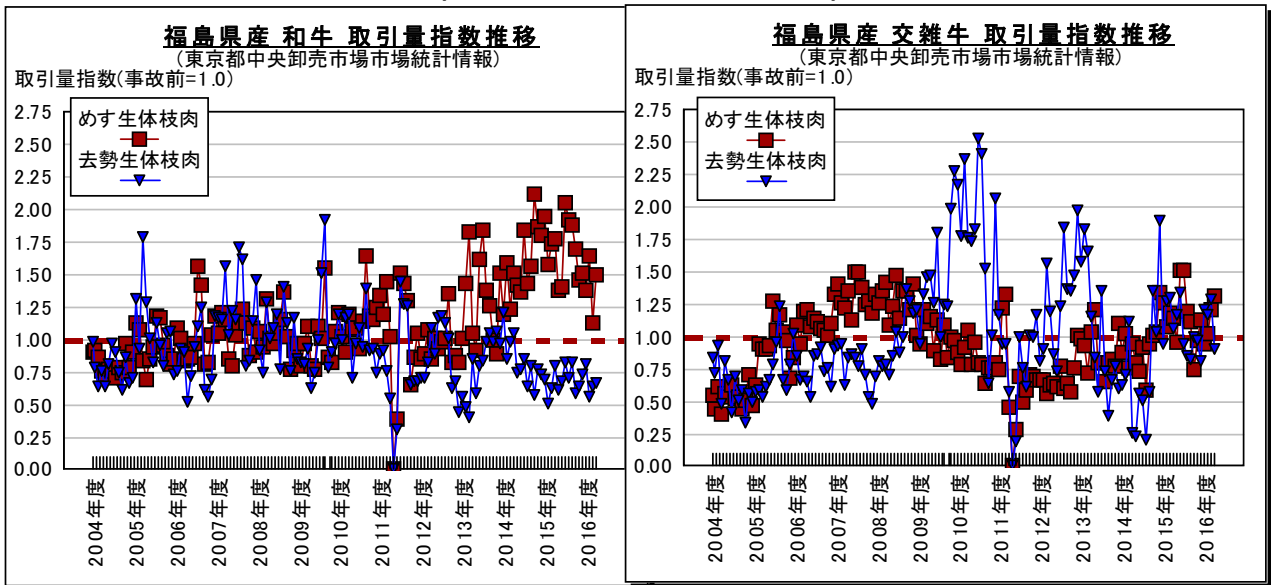 福島県産 和牛 取引量指数推移
(東京都中央卸売市場市場統計情報)
取引量指数(事故前=1.0)
めす生体枝肉
去勢生体枝肉
2.75
2.50
2.25
2.00
1.75
1.50
1.25
1.00
0.75
0.50
0.25
0.00
2004年度
2005年度
2006年度
2007年度
2008年度
2009年度
2010年度
2011年度
2012年度
2013年度
2014年度
2015年度
2016年度
福島県産 交雑牛 取引量指数推移
(東京都中央卸売市場市場統計情報)
取引量指数(事故前=1.0)
めす生体枝肉
去勢生体枝肉
2.75
2.50
2.25
2.00
1.75
1.50
1.25
1.00
0.75
0.50
0.25
0.00
2004年度
2005年度
2006年度
2007年度
2008年度
2009年度
2010年度
2011年度
2012年度
2013年度
2014年度
2015年度
2016年度